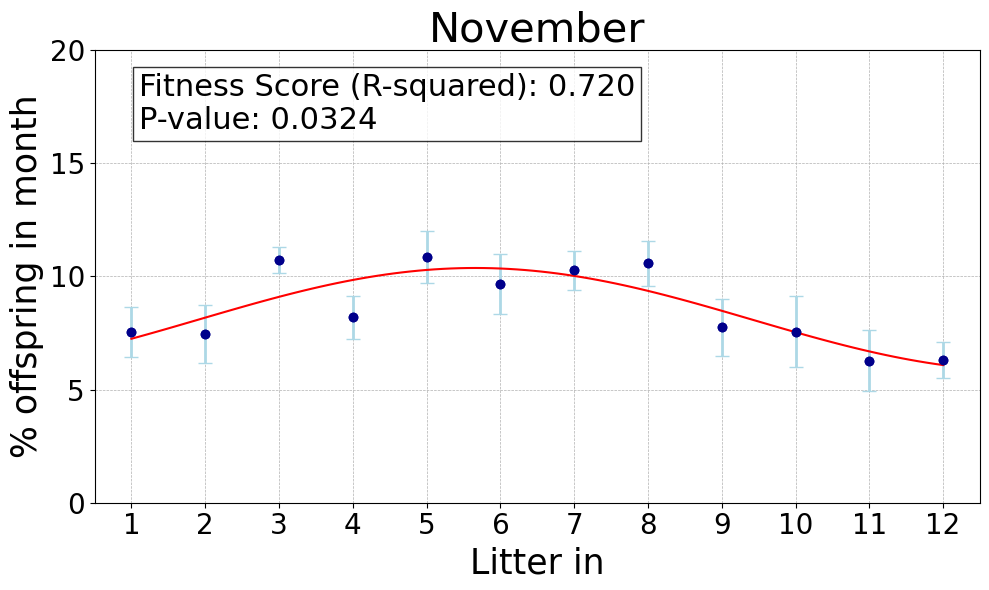 November
Fitness Score (R-squared): 0.720
P-value: 0.0324
% offspring in month
20
15
10
5
0
1 2 3 4 5 6 7 8 9 10 11 12
Litter in